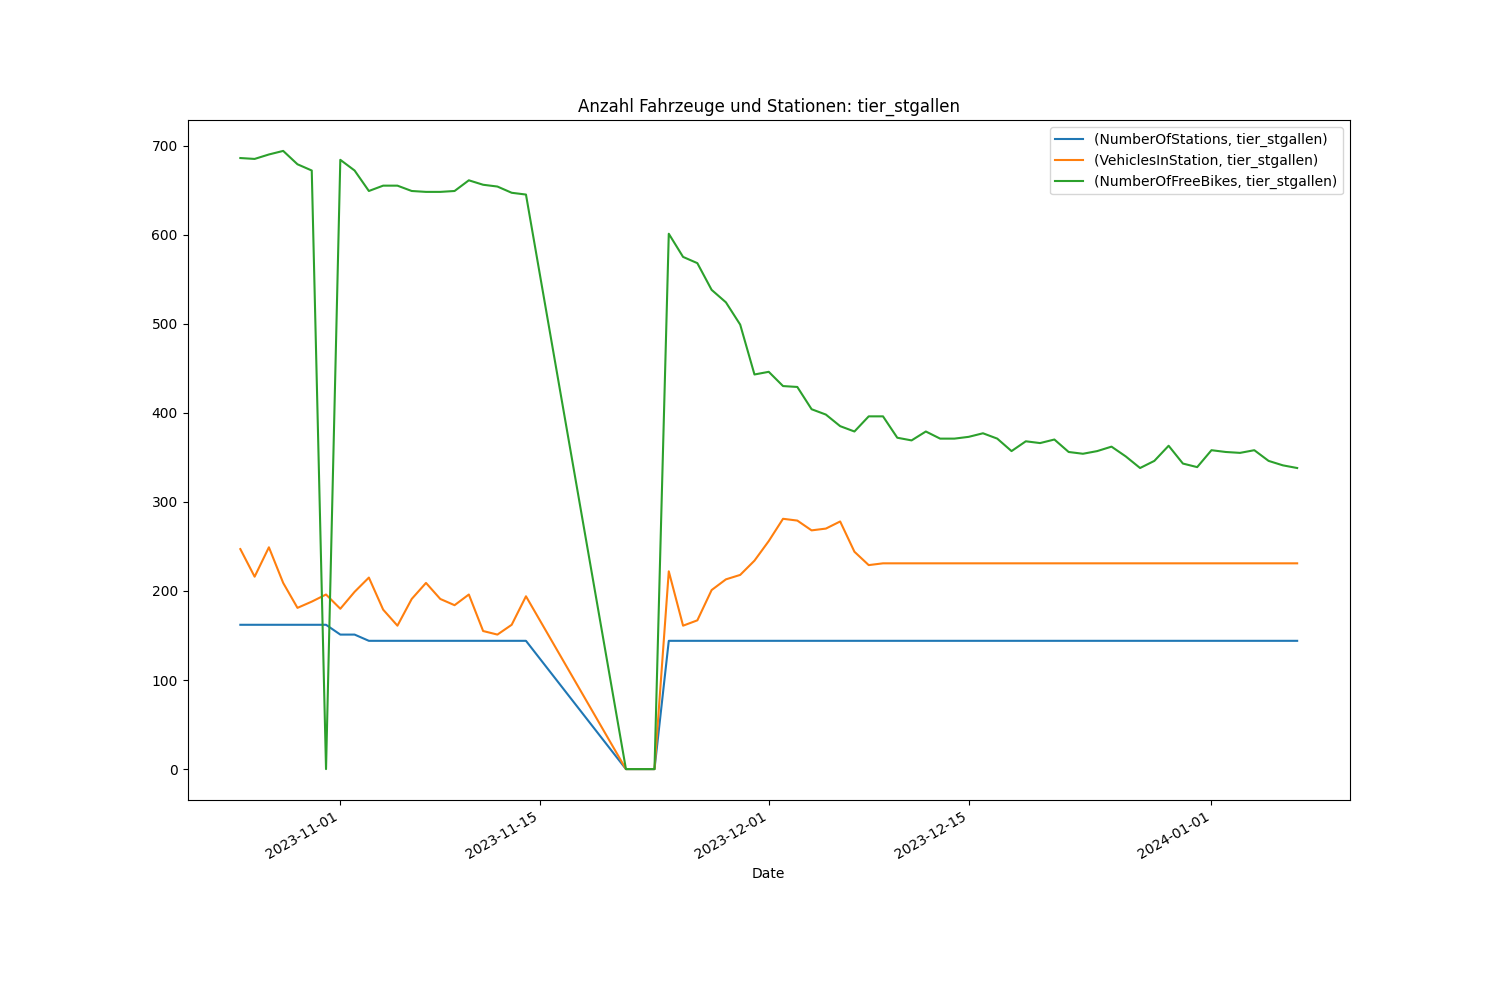 Anzahl Fahrzeuge und Stationen: tier_stgallen
(NumberOfStations, tier_stgallen)
(VehiclesInStation, tier_stgallen)
(NumberOfFreeBikes, tier_stgallen)
700
600
500
400
300
200
100
0
2023-11-01
2023-11-15
2023-12-01
2023-12-15
2024-01-01
Date